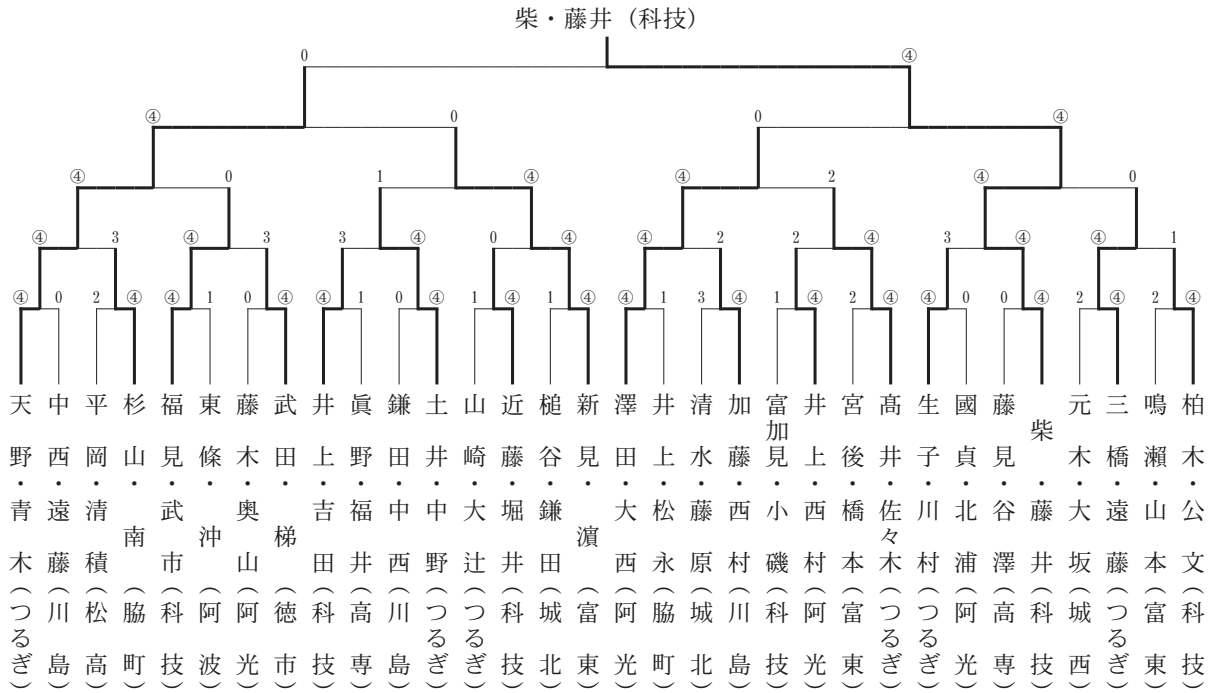 柴・藤井（科技）
0 ④
④ 0 0 ④
④ 0 1 ④ ④ 2 ④ 0
④ 3 ④ 3 3 ④ 0 ④ ④ 2 2 ④ 3 ④ ④ 1
④ 0 2 ④ ④ 1 0 ④ ④ 1 0 ④ 1 ④ 1 ④ ④ 1 3 ④ 1 ④ 2 ④ ④ 0 0 ④ 2 ④ 2 ④
天野・青木（つるぎ）
中西・遠藤（川島）
平岡・清積（松高）
杉山・南（脇町）
福見・武市（科技）
東條・沖（阿波）
藤木・奥山（阿光）
武田・梯（徳市）
井上・吉田（科技）
眞野・福井（高専）
鎌田・中西（川島）
土井・中野（つるぎ）
山崎・大辻（つるぎ）
近藤・堀井（科技）
槌谷・鎌田（城北）
新見・濵（富東）
澤田・大西（阿光）
井上・松永（脇町）
清水・藤原（城北）
加藤・西村（川島）
富加見・小磯（科技）
井上・西村（阿光）
宮後・橋本（富東）
髙井・佐々木（つるぎ）
生子・川村（つるぎ）
國貞・北浦（阿光）
藤見・谷澤（高専）
柴・藤井（科技）
元木・大坂（城西）
三橋・遠藤（つるぎ）
鳴瀨・山本（富東）
柏木・公文（科技）